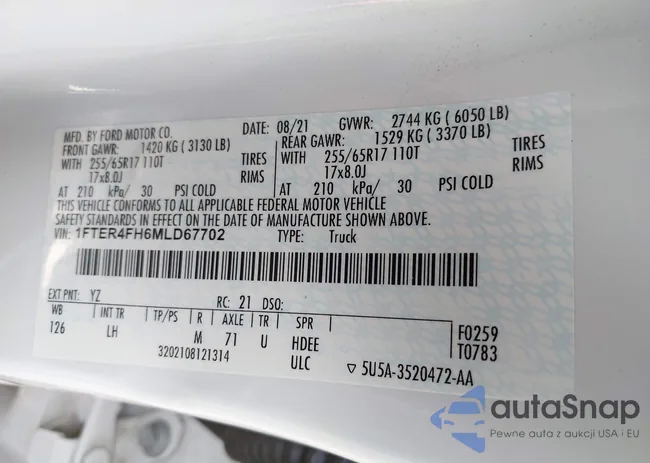 MFD. BY FORD MOTOR CO. DATE: 08/21 GVWR: 2744 KG ( 6050 LB)
FRONT GAWR: 1420 KG ( 3130 LB) REAR GAWR: 1529 KG ( 3370 LB)
WITH 255/65R17 110T TIRES WITH 255/65R17 110T TIRES
17x8.0J RIMS 17x8.0J RIMS
AT 210 kPa/ 30 PSI COLD AT 210 kPa/ 30 PSI COLD
THIS VEHICLE CONFORMS TO ALL APPLICABLE FEDERAL MOTOR VEHICLE
SAFETY STANDARDS IN EFFECT ON THE DATE OF MANUFACTURE SHOWN ABOVE.
VIN: 1FTER4FH6MLD67702 TYPE: Truck
EXT PNT: YZ RC: 21 DSO:
WB INT TR TP/PS R AXLE TR SPR F0259
126 LH M 71 U HDEE T0783
3202108121314 ULC ▽ 5U5A-3520472-AA
autaSnap
Pewne auta z aukcji USA i EU